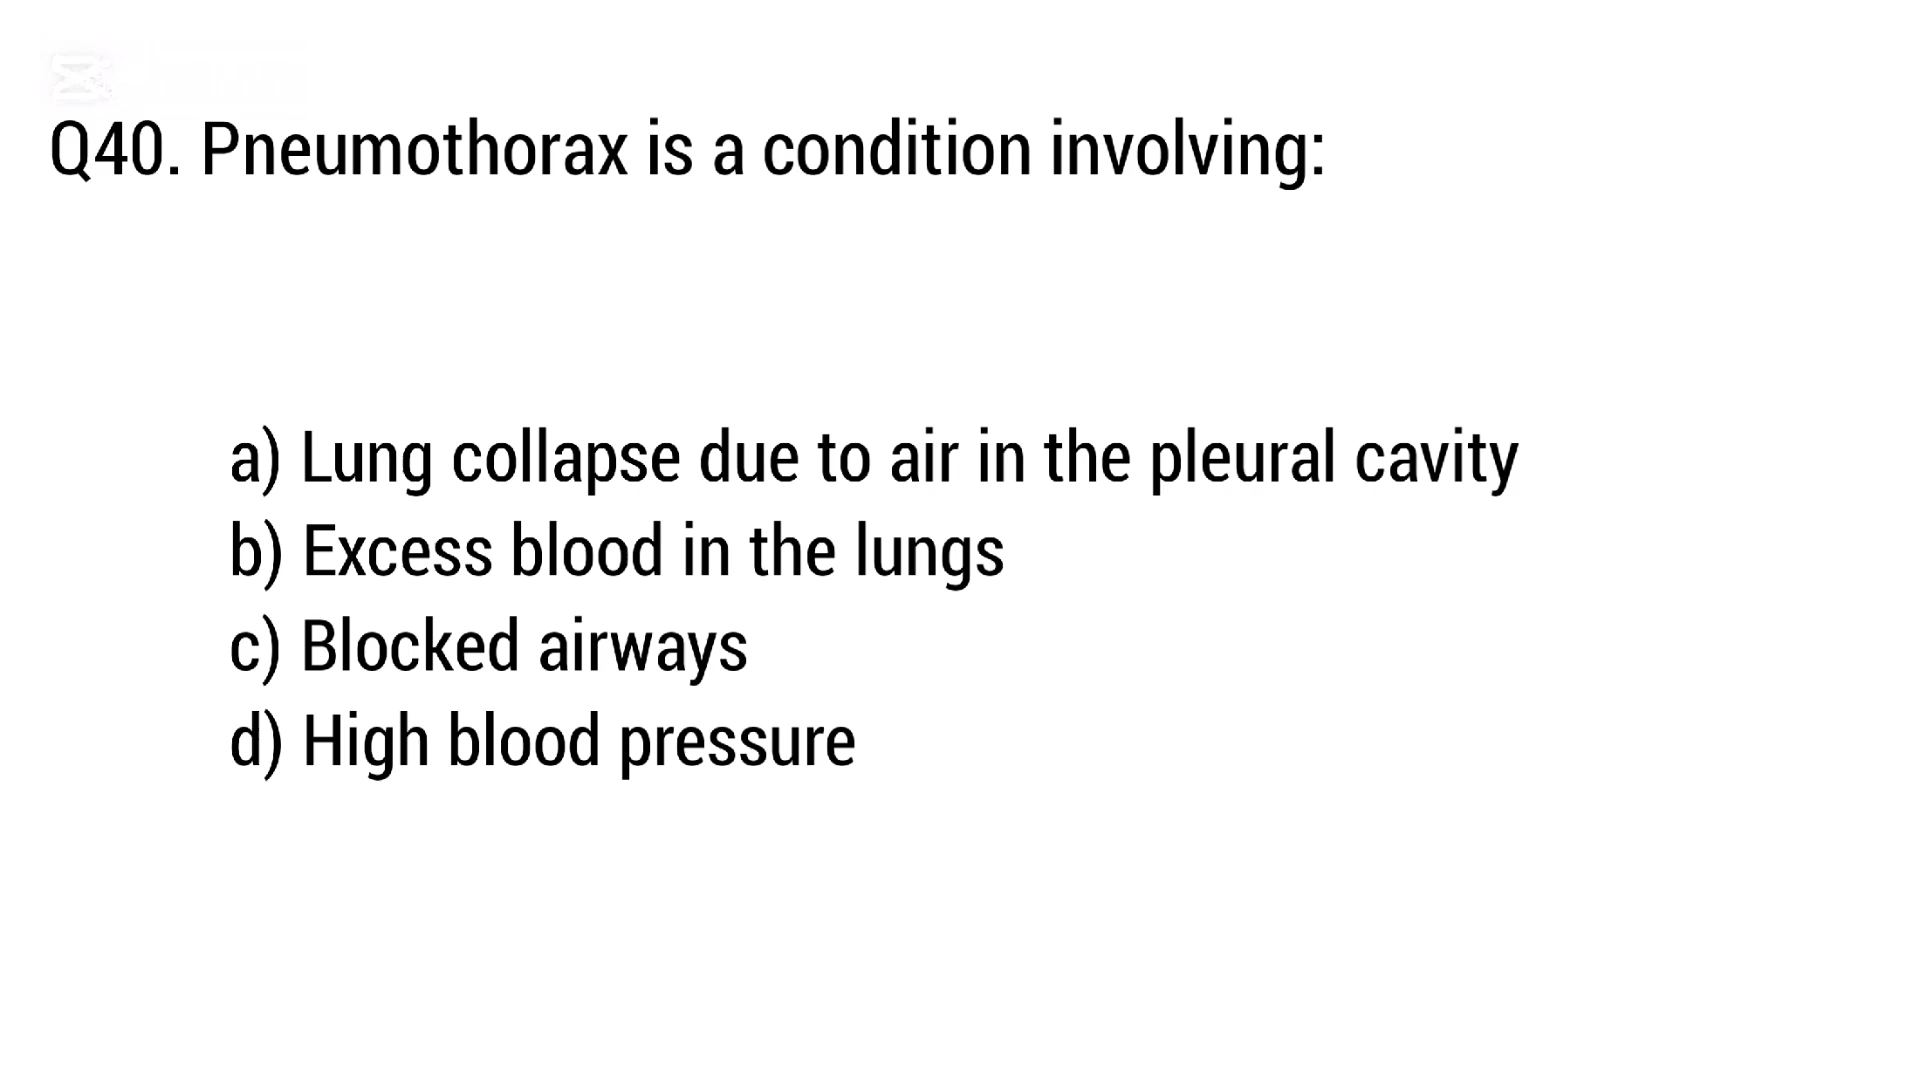 Q40. Pneumothorax is a condition involving:
a) Lung collapse due to air in the pleural cavity
b) Excess blood in the lungs
c) Blocked airways
d) High blood pressure